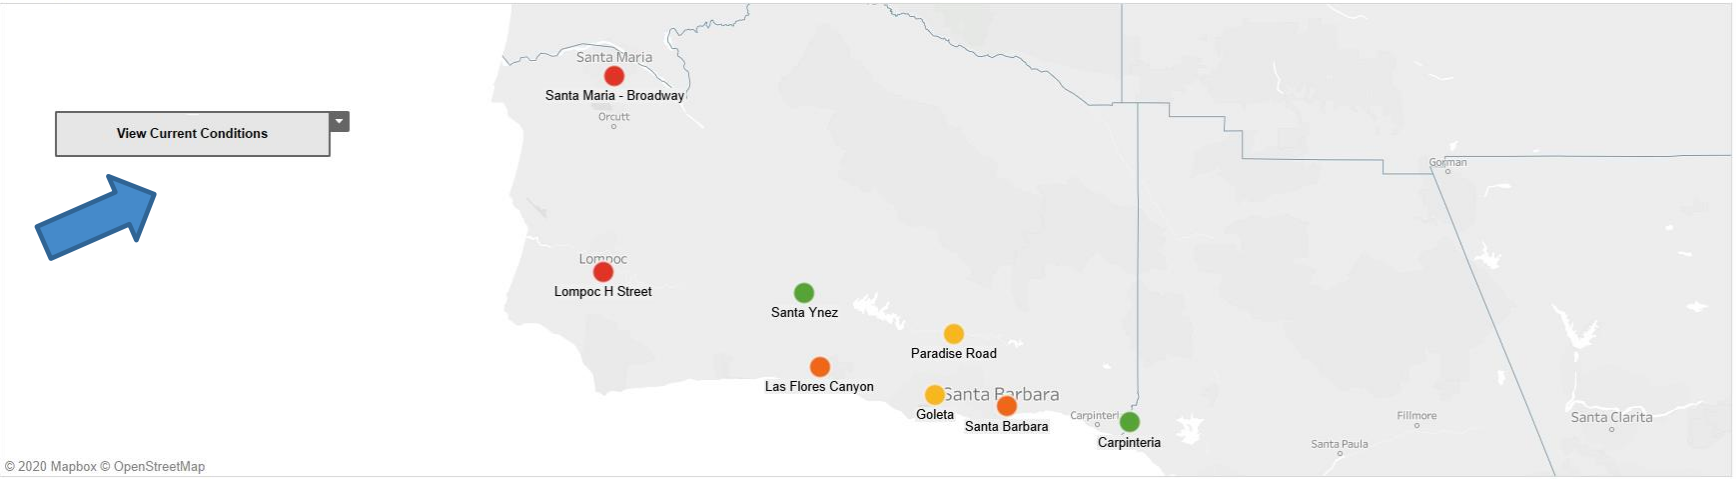 Santa Maria
Santa Maria - Broadway
Orcutt
View Current Conditions
Gorman
Lompoc
Lompoc H Street
Santa Ynez
Paradise Road
Las Flores Canyon
Santa Barbara
Goleta
Santa Barbara
Carpinteri
Carpinteria
Fillmore
Santa Clarita
Santa Paula
© 2020 Mapbox © OpenStreetMap